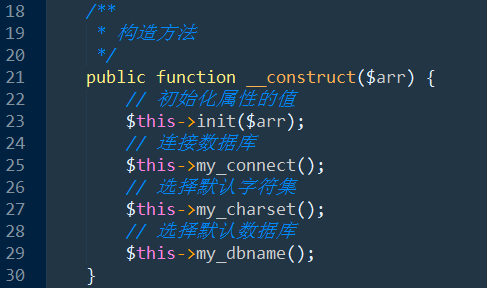 18 /**
19 * 构造方法
20 */
21 public function __construct($arr) {
22 // 初始化属性的值
23 $this->init($arr);
24 // 连接数据库
25 $this->my_connect();
26 // 选择默认字符集
27 $this->my_charset();
28 // 选择默认数据库
29 $this->my_dbname();
30 }